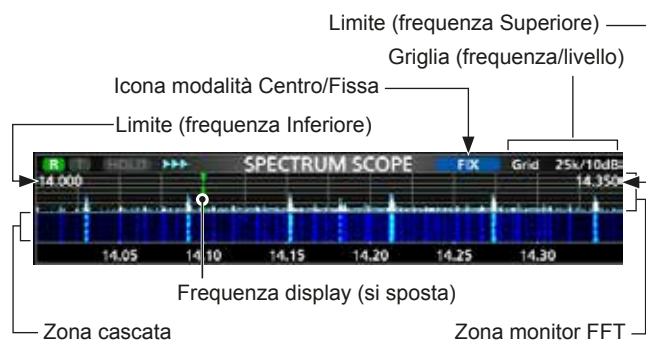 Limite (frequenza Superiore)
Griglia (frequenza/livello)
Icona modalità Centro/Fissa
Limite (frequenza Inferiore)
R T HOLD SPECTRUM SCOPE FIX Grid 25k/10dB
14.000 14.350
14.05 14.10 14.15 14.20 14.25 14.30
Frequenza display (si sposta)
Zona cascata Zona monitor FFT